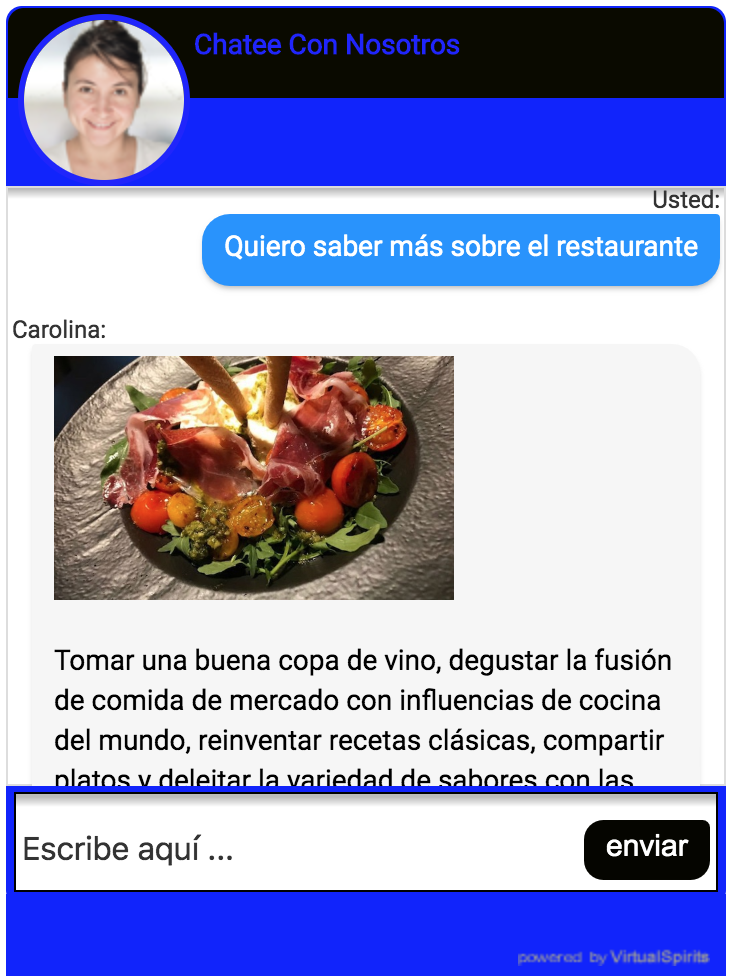 Chatee Con Nosotros
Usted:
Quiero saber más sobre el restaurante
Carolina:
Tomar una buena copa de vino, degustar la fusión
de comida de mercado con influencias de cocina
del mundo, reinventar recetas clásicas, compartir
platos y deleitar la variedad de sabores con las
Escribe aquí ...
enviar
powered by VirtualSpirits